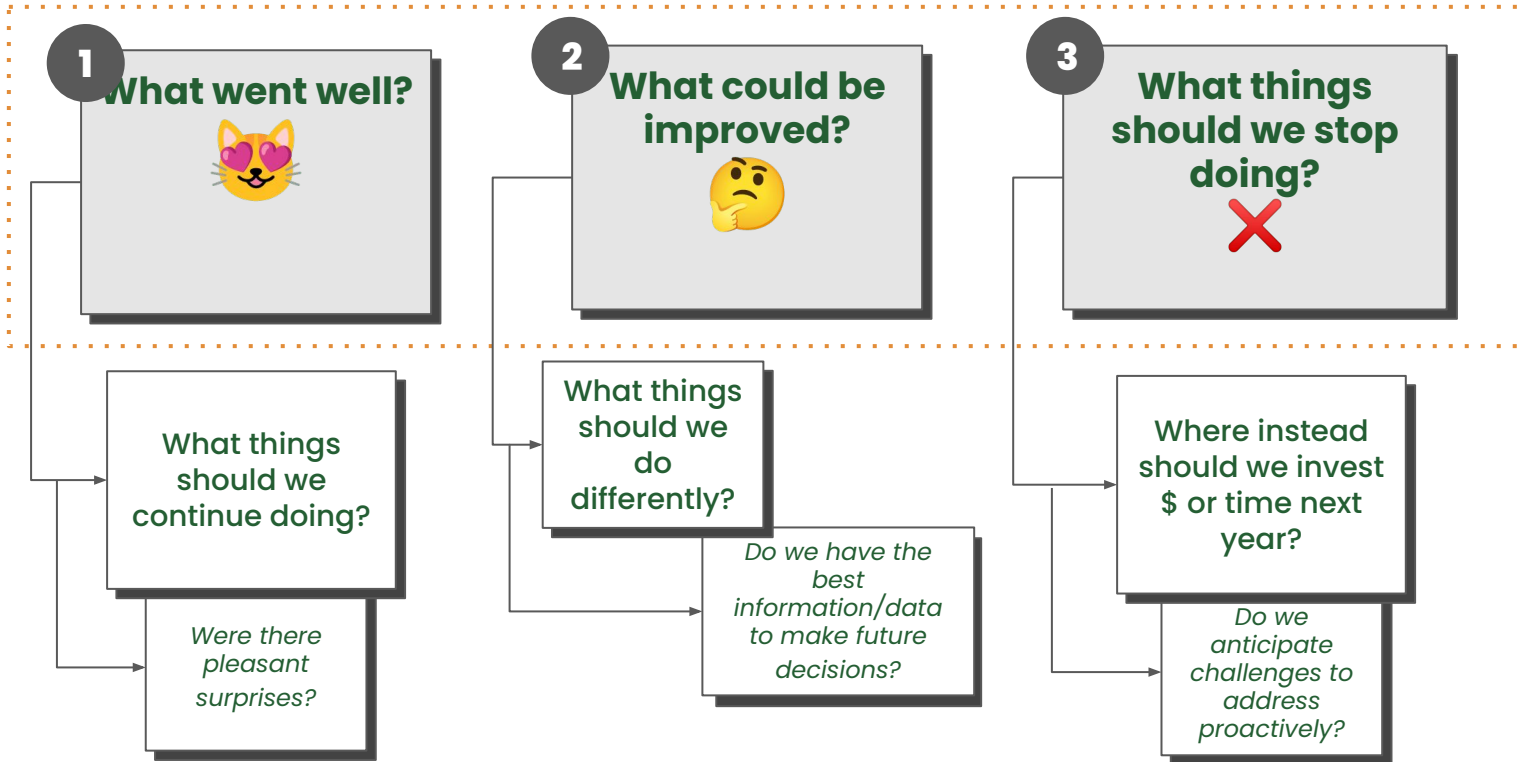 1
What went well?
2
What could be
improved?
3
What things
should we stop
doing?
What things
should we
continue doing?
Were there
pleasant
surprises?
What things
should we
do
differently?
Do we have the
best
information/data
to make future
decisions?
Where instead
should we invest
$ or time next
year?
Do we
anticipate
challenges to
address
proactively?